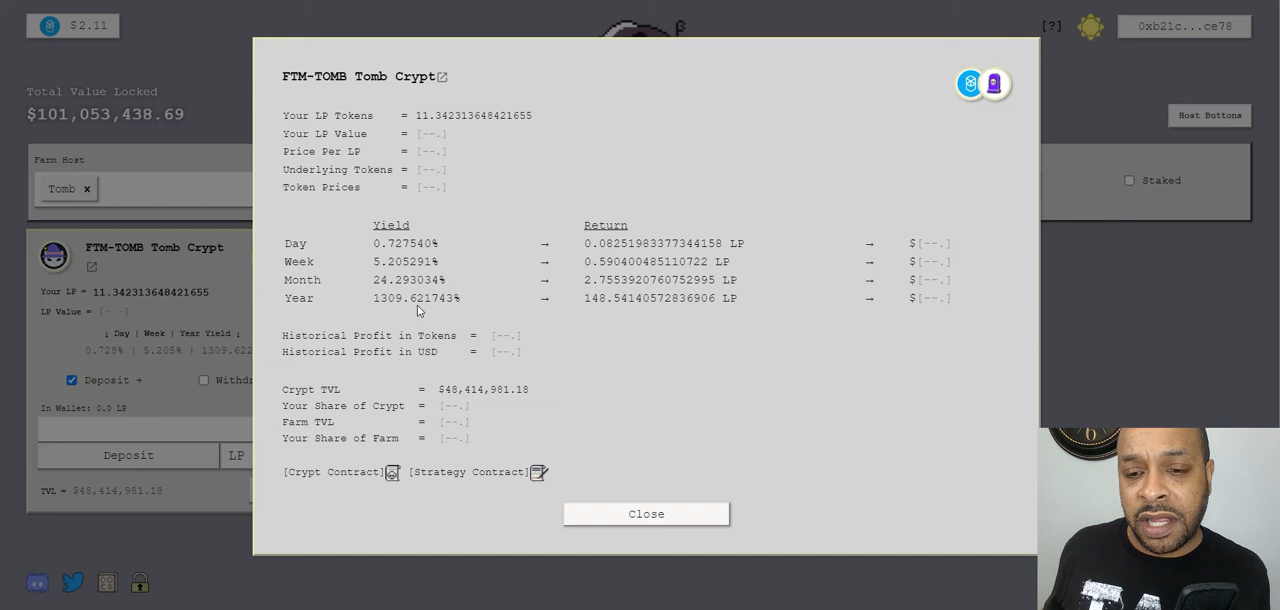 $2.11
β
[?]
0xb21c...ce78
Total Value Locked
$101,053,438.69
Host Buttons
Farm Host
Tomb ×
Staked
FTM-TOMB Tomb Crypt
Your LP = 11.342313648421655
LP Value = [--.]
↓ Day | Week | Year Yield ↓
0.728% | 5.205% | 1309.622
Deposit +
Withdr
In Wallet: 0.0 LP
Deposit
LP
TVL = $48,414,981.18
FTM-TOMB Tomb Crypt
Your LP Tokens = 11.342313648421655
Your LP Value = [--.]
Price Per LP = [--.]
Underlying Tokens = [--.]
Token Prices = [--.]
Yield Return
Day 0.727540% → 0.08251983377344158 LP → $[--.]
Week 5.205291% → 0.590400485110722 LP → $[--.]
Month 24.293034% → 2.7553920760752995 LP → $[--.]
Year 1309.621743% → 148.54140572836906 LP → $[--.]
Historical Profit in Tokens = [--.]
Historical Profit in USD = [--.]
Crypt TVL = $48,414,981.18
Your Share of Crypt = [--.]
Farm TVL = [--.]
Your Share of Farm = [--.]
[Crypt Contract] [Strategy Contract]
Close